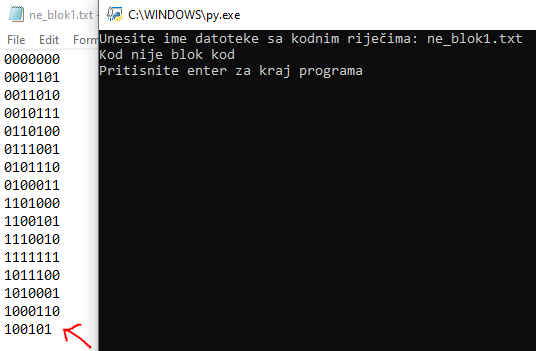 ne_blok1.txt -
File Edit Form
0000000
0001101
0011010
0010111
0110100
0111001
0101110
0100011
1101000
1100101
1110010
1111111
1011100
1010001
1000110
100101
C:\WINDOWS\py.exe
Unesite ime datoteke sa kodnim riječima: ne_blok1.txt
Kod nije blok kod
Pritisnite enter za kraj programa